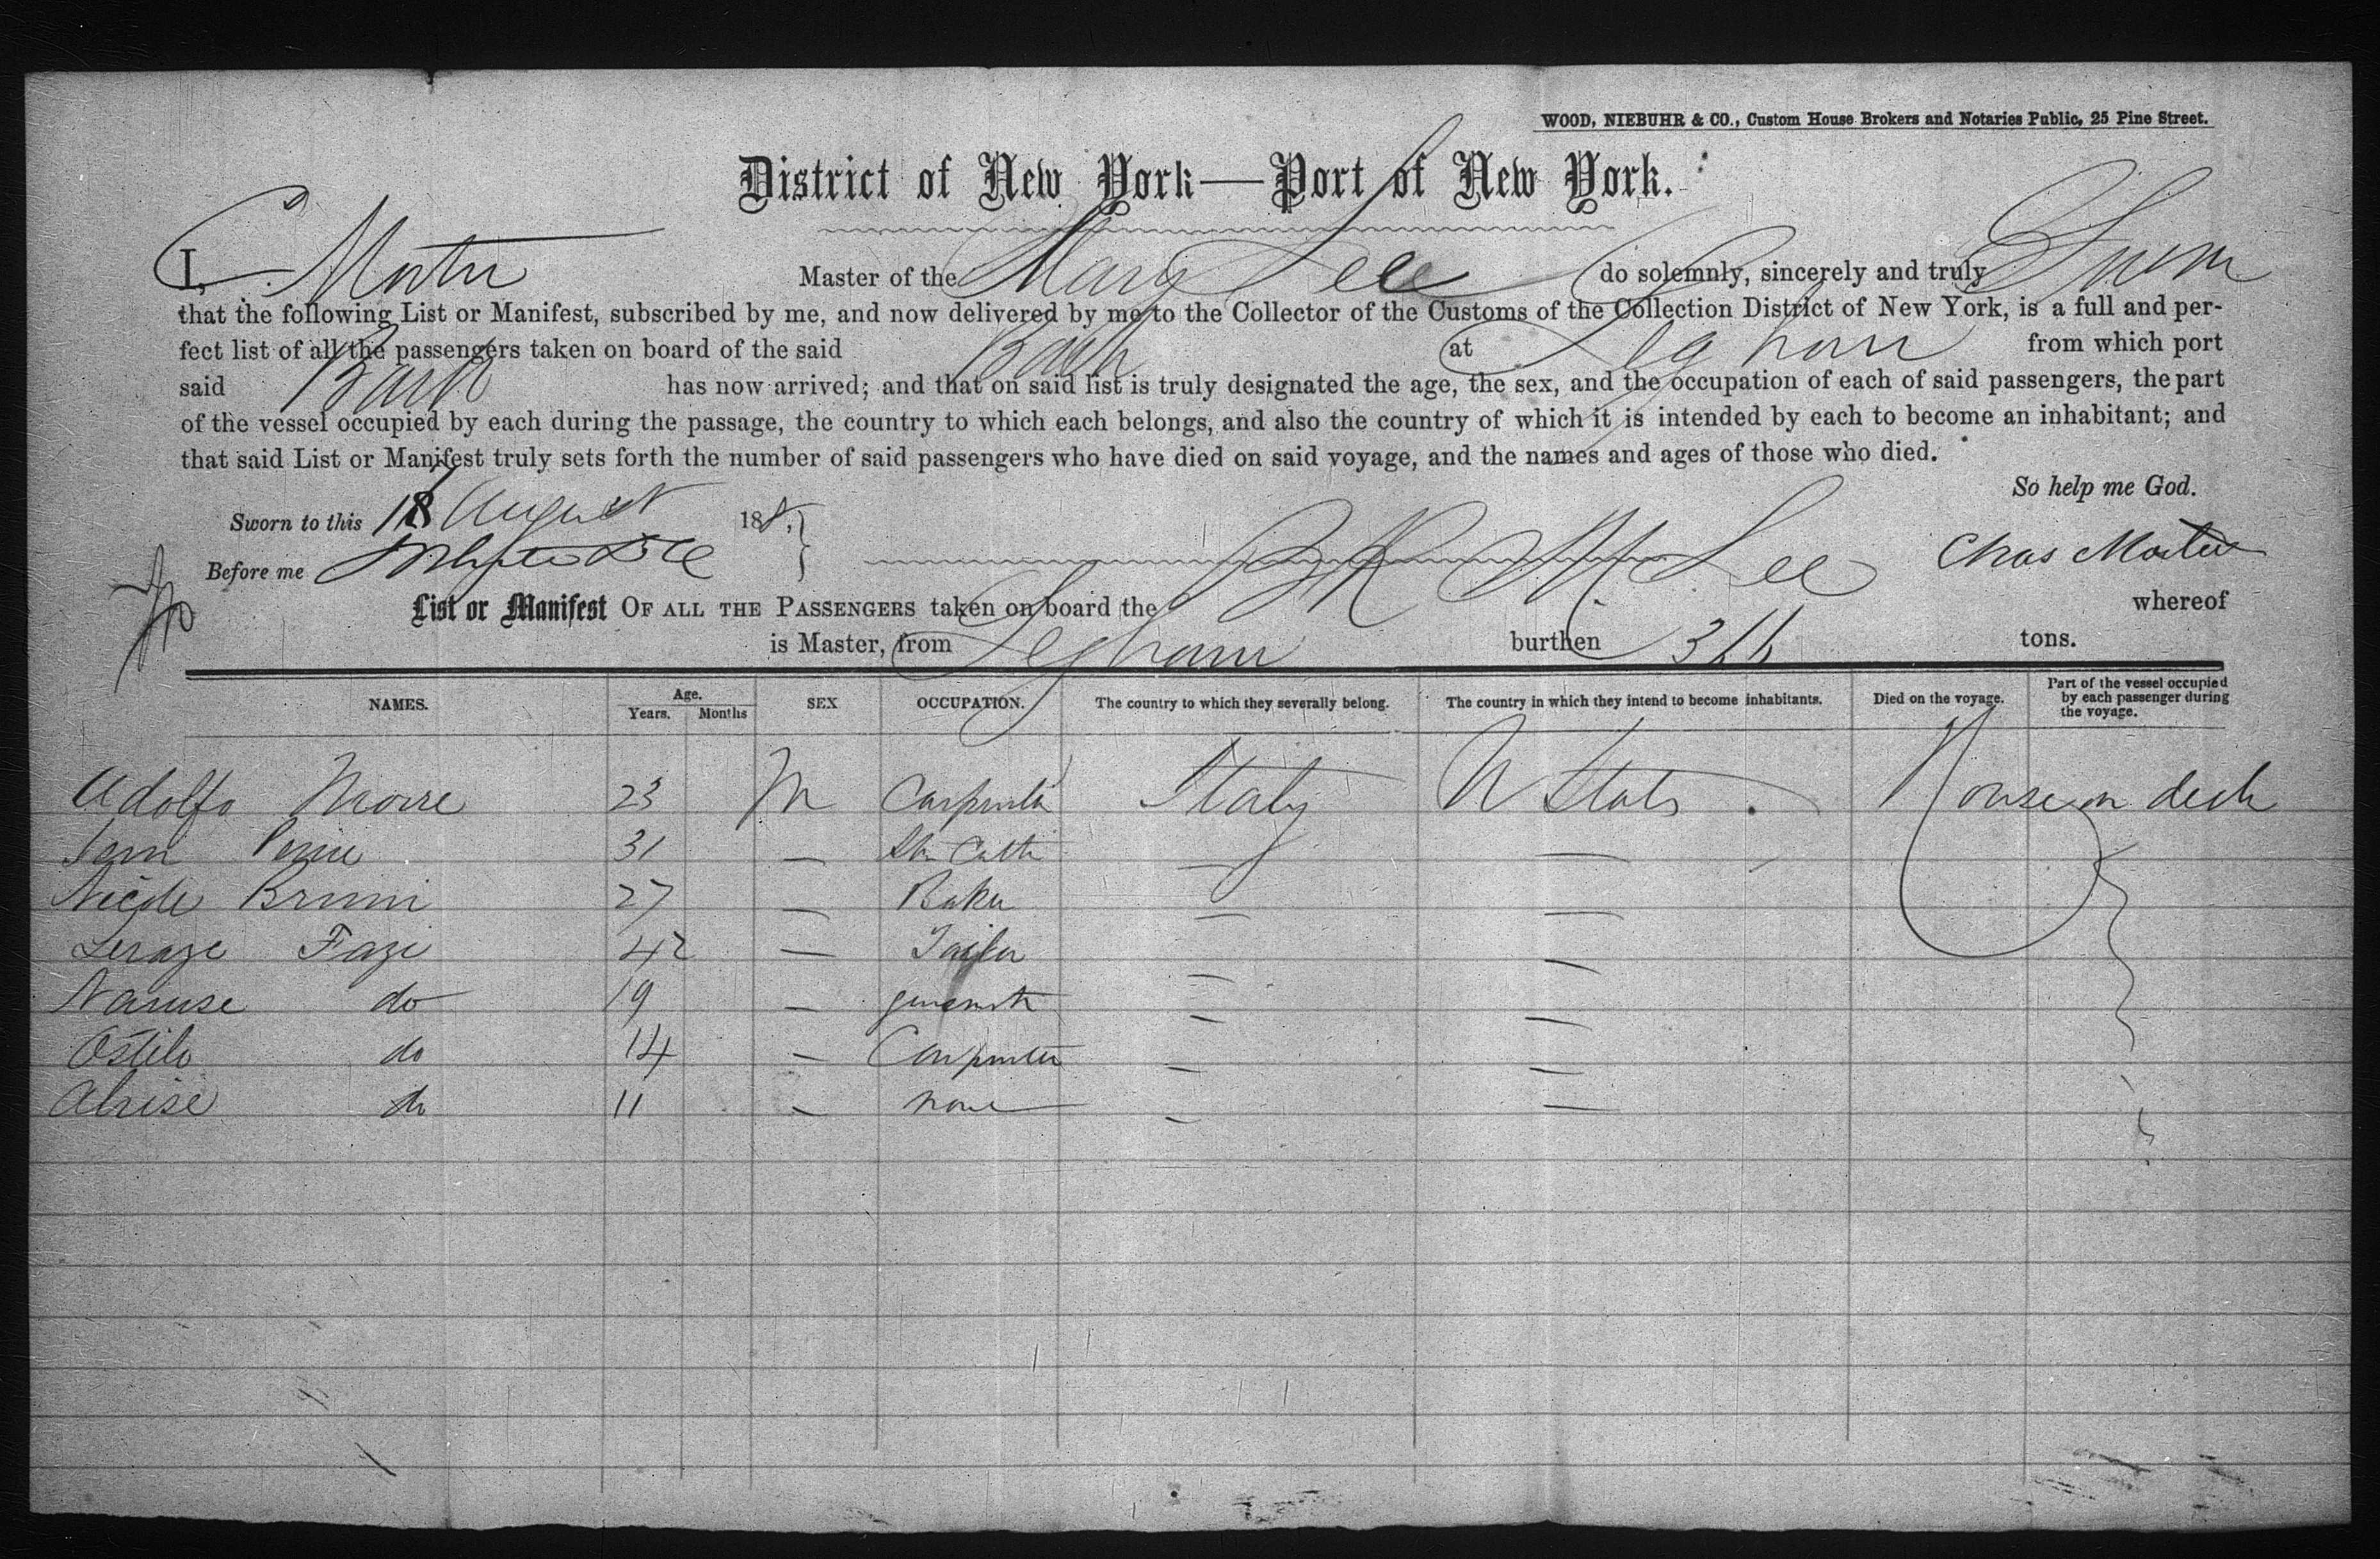 WOOD, NIEBUHR & CO., Custom House Brokers and Notaries Public, 25 Pine Street.
District of New York—Port of New York.
I, C. Master of the Mary Lee do solemnly, sincerely and truly Swear
that the following List or Manifest, subscribed by me, and now delivered by me to the Collector of the Customs of the Collection District of New York, is a full and per-
fect list of all the passengers taken on board of the said Bark at Leghorn from which port
said Bark has now arrived; and that on said list is truly designated the age, the sex, and the occupation of each of said passengers, the part
of the vessel occupied by each during the passage, the country to which each belongs, and also the country of which it is intended by each to become an inhabitant; and
that said List or Manifest truly sets forth the number of said passengers who have died on said voyage, and the names and ages of those who died.
So help me God.
Sworn to this 18 August 188
Before me Chas
List or Manifest OF ALL THE PASSENGERS taken on board the BK M Lee whereof
is Master, from Leghorn burthen tons.
NAMES. Age. Years. Months SEX OCCUPATION. The country to which they severally belong. The country in which they intend to become inhabitants. Died on the voyage. Part of the vessel occupied by each passenger during the voyage.
Adolfo 23 M Carpenter Italy U States House on deck
31 — — —
Bruni 27 — Baker — —
Fazi 42 — Tailor — —
do 19 — gunsmith — —
do 14 — Carpenter — —
do 11 — none — —